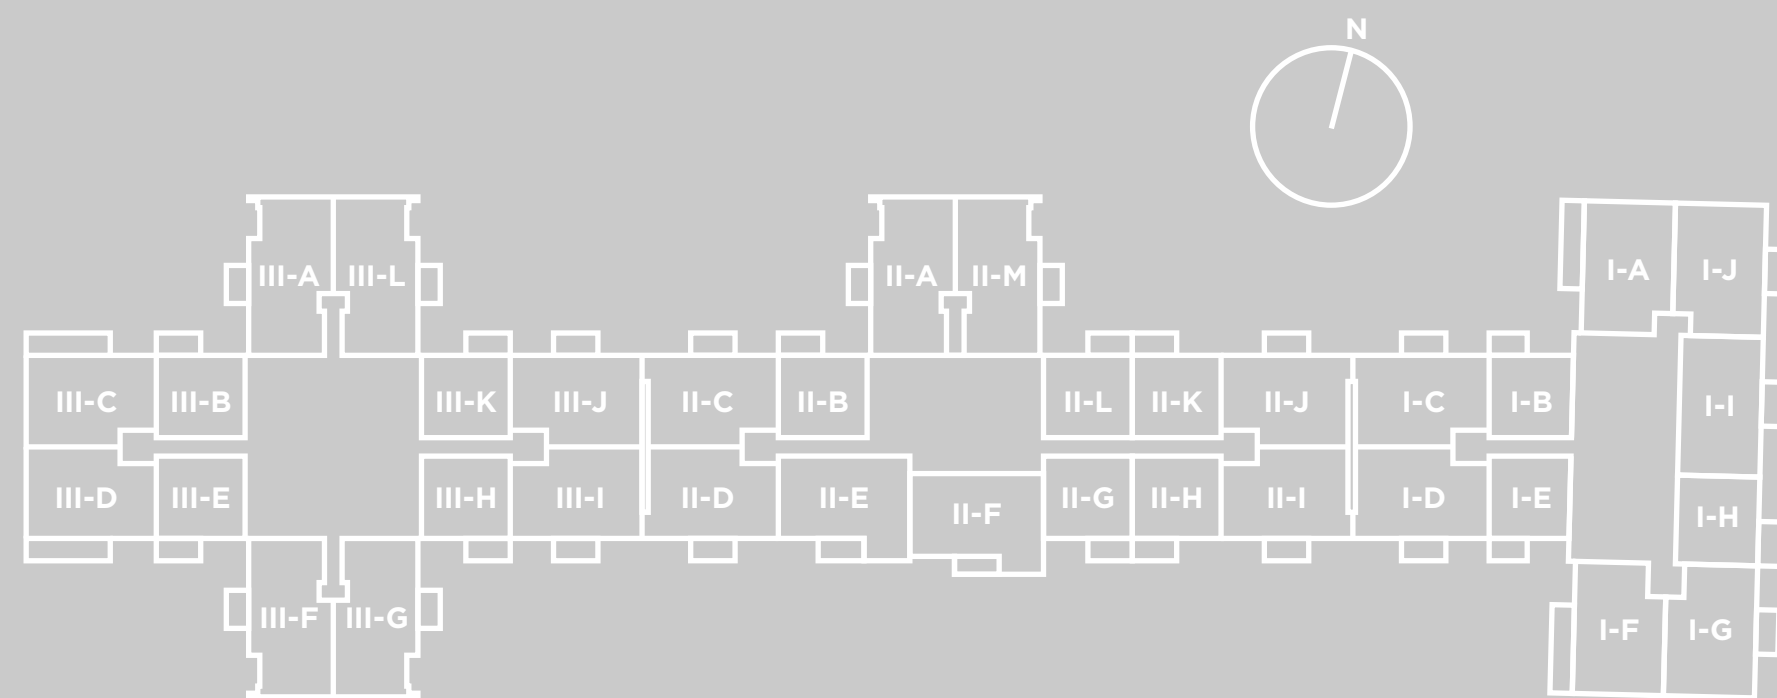 N
III-A III-L II-A II-M I-A I-J
III-C III-B III-K III-J II-C II-B II-L II-K II-J I-C I-B I-I
III-D III-E III-H III-I II-D II-E II-F II-G II-H II-I I-D I-E I-H
III-F III-G I-F I-G